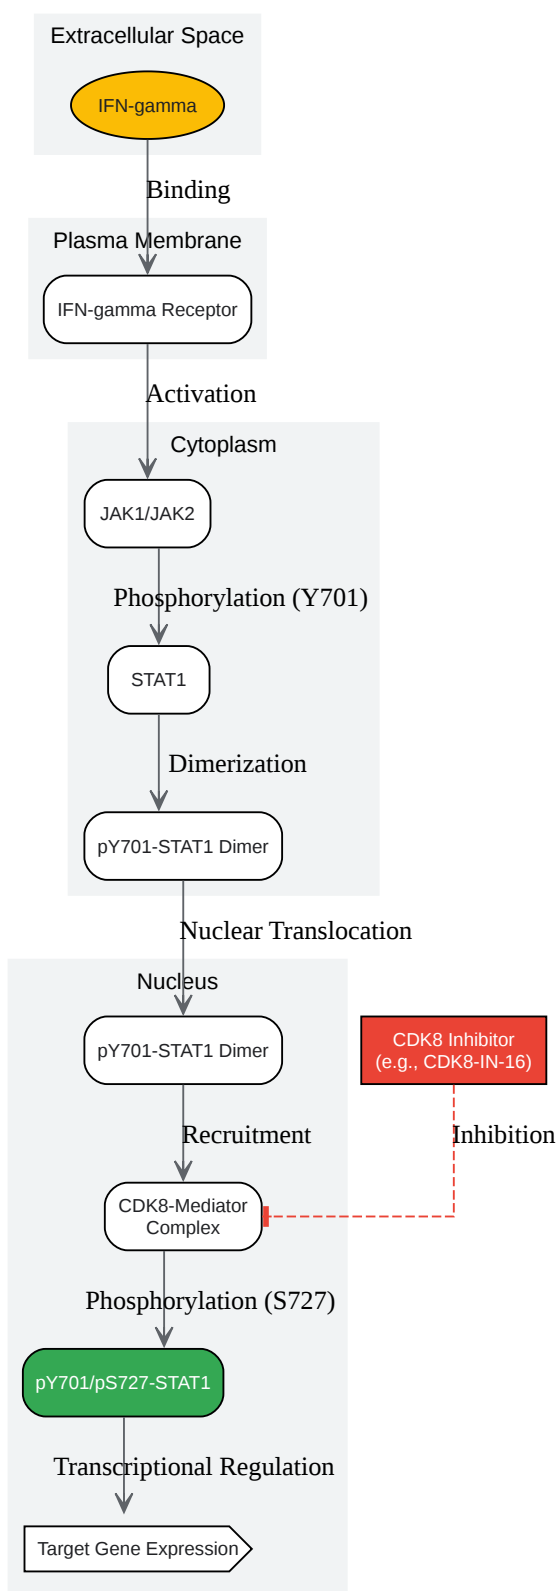 Extracellular Space
IFN-gamma
Binding
Plasma Membrane
IFN-gamma Receptor
Activation
Cytoplasm
JAK1/JAK2
Phosphorylation (Y701)
STAT1
Dimerization
pY701-STAT1 Dimer
Nuclear Translocation
Nucleus
pY701-STAT1 Dimer
CDK8 Inhibitor
(e.g., CDK8-IN-16)
Recruitment
Inhibition
CDK8-Mediator
Complex
Phosphorylation (S727)
pY701/pS727-STAT1
Transcriptional Regulation
Target Gene Expression